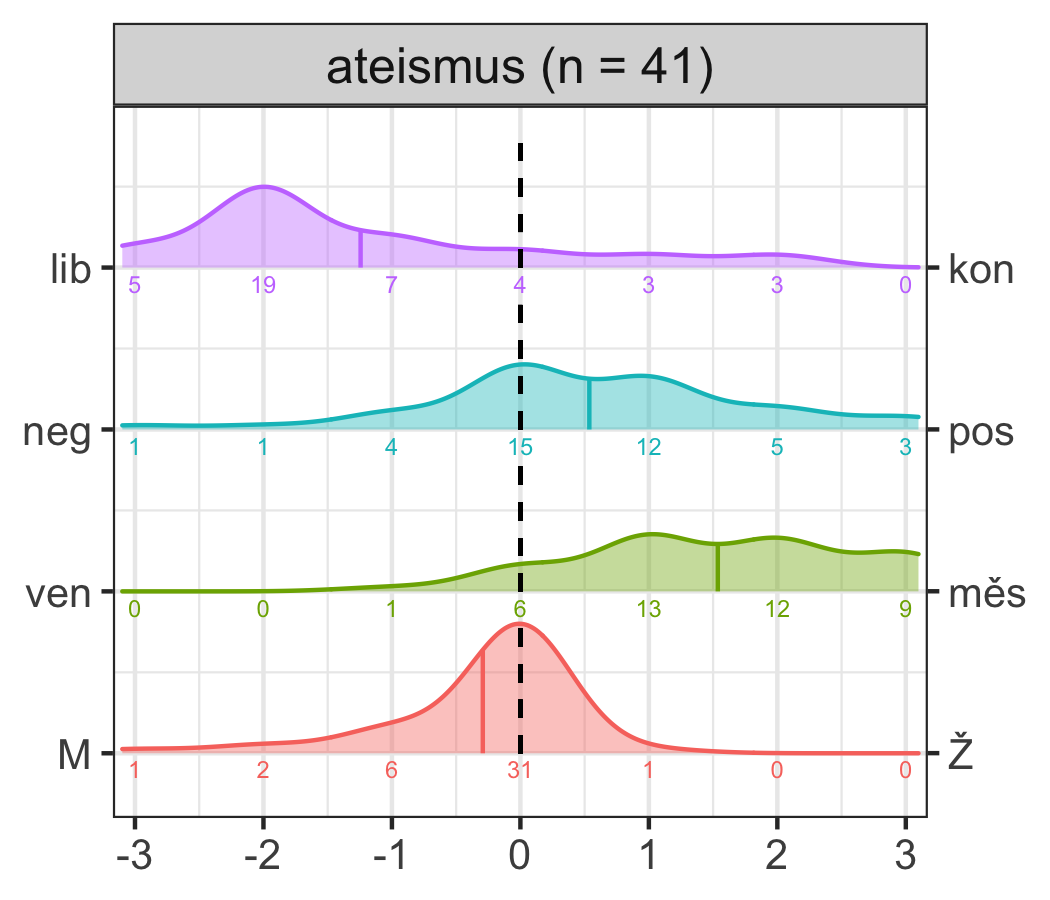 ateismus (n = 41)
lib kon
5 19 7 4 3 3 0
neg pos
1 1 4 15 12 5 3
ven měs
0 0 1 6 13 12 9
M Ž
1 2 6 31 1 0 0
-3 -2 -1 0 1 2 3